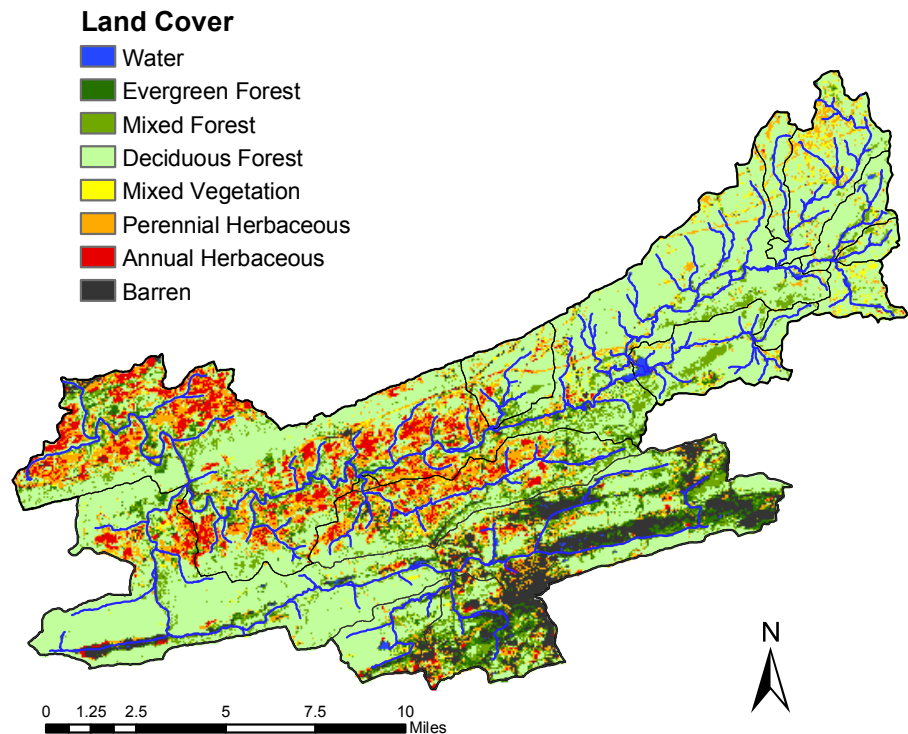 Land Cover
Water
Evergreen Forest
Mixed Forest
Deciduous Forest
Mixed Vegetation
Perennial Herbaceous
Annual Herbaceous
Barren
N
0 1.25 2.5 5 7.5 10
Miles